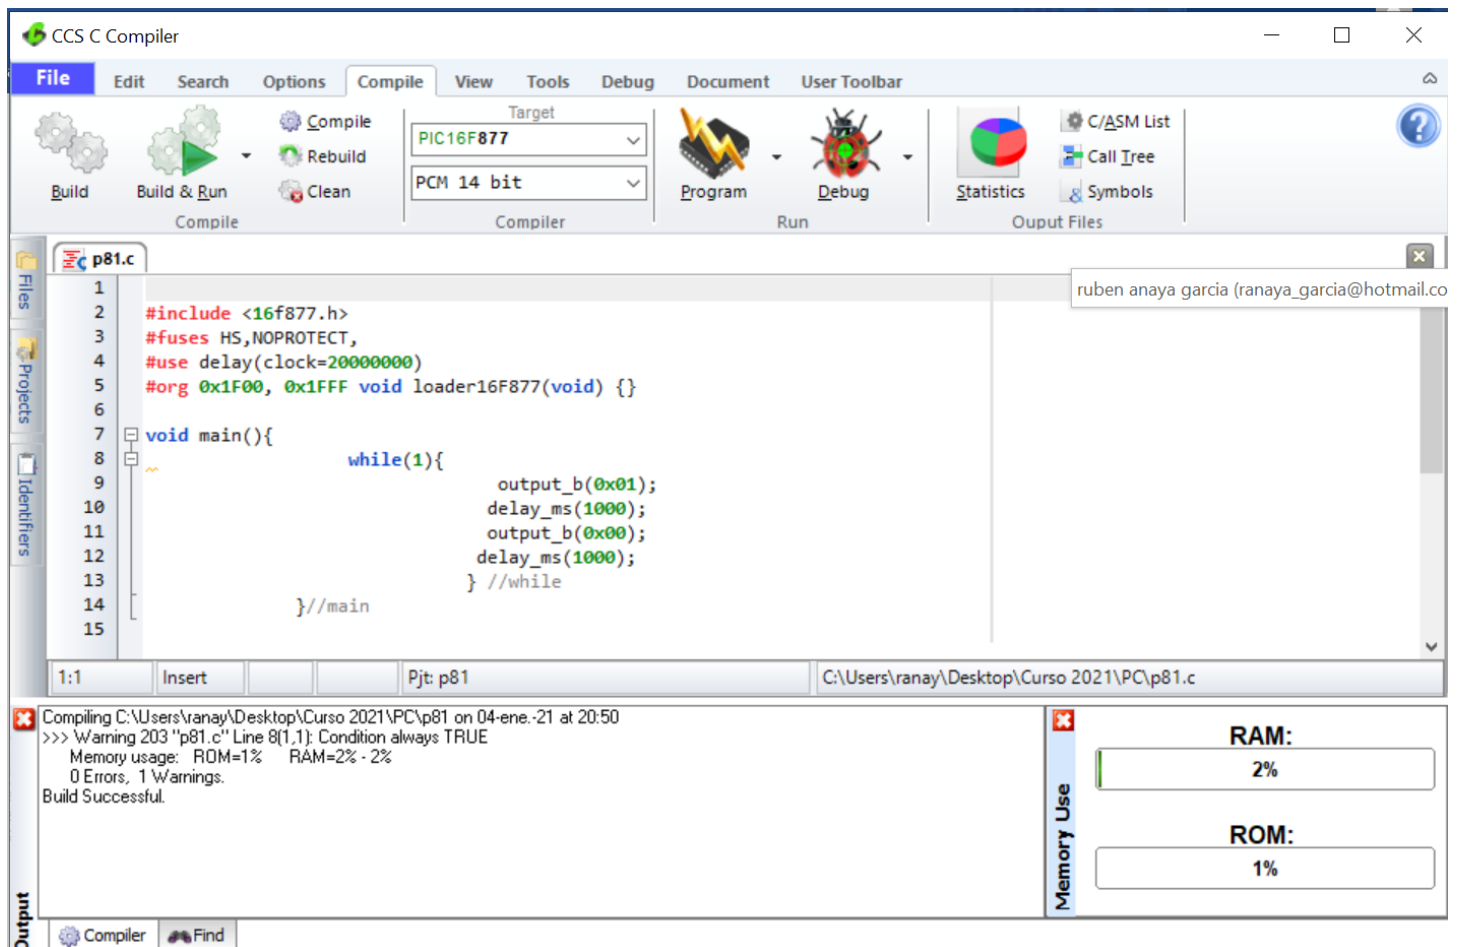 CCS C Compiler
File Edit Search Options Compile View Tools Debug Document User Toolbar
Build
Build & Run
Compile
Rebuild
Clean
Compile
Target
PIC16F877
PCM 14 bit
Compiler
Program
Debug
Run
Statistics
C/ASM List
Call Tree
Symbols
Ouput Files
Files
Projects
Identifiers
p81.c
ruben anaya garcia (ranaya_garcia@hotmail.co
1
2 #include <16f877.h>
3 #fuses HS,NOPROTECT,
4 #use delay(clock=20000000)
5 #org 0x1F00, 0x1FFF void loader16F877(void) {}
6
7 void main(){
8 while(1){
9 output_b(0x01);
10 delay_ms(1000);
11 output_b(0x00);
12 delay_ms(1000);
13 } //while
14 }//main
15
1:1 Insert Pjt: p81 C:\Users\ranay\Desktop\Curso 2021\PC\p81.c
Compiling C:\Users\ranay\Desktop\Curso 2021\PC\p81 on 04-ene.-21 at 20:50
>>> Warning 203 "p81.c" Line 8(1,1): Condition always TRUE
Memory usage: ROM=1% RAM=2% - 2%
0 Errors, 1 Warnings.
Build Successful.
Output
Compiler Find
Memory Use
RAM:
2%
ROM:
1%